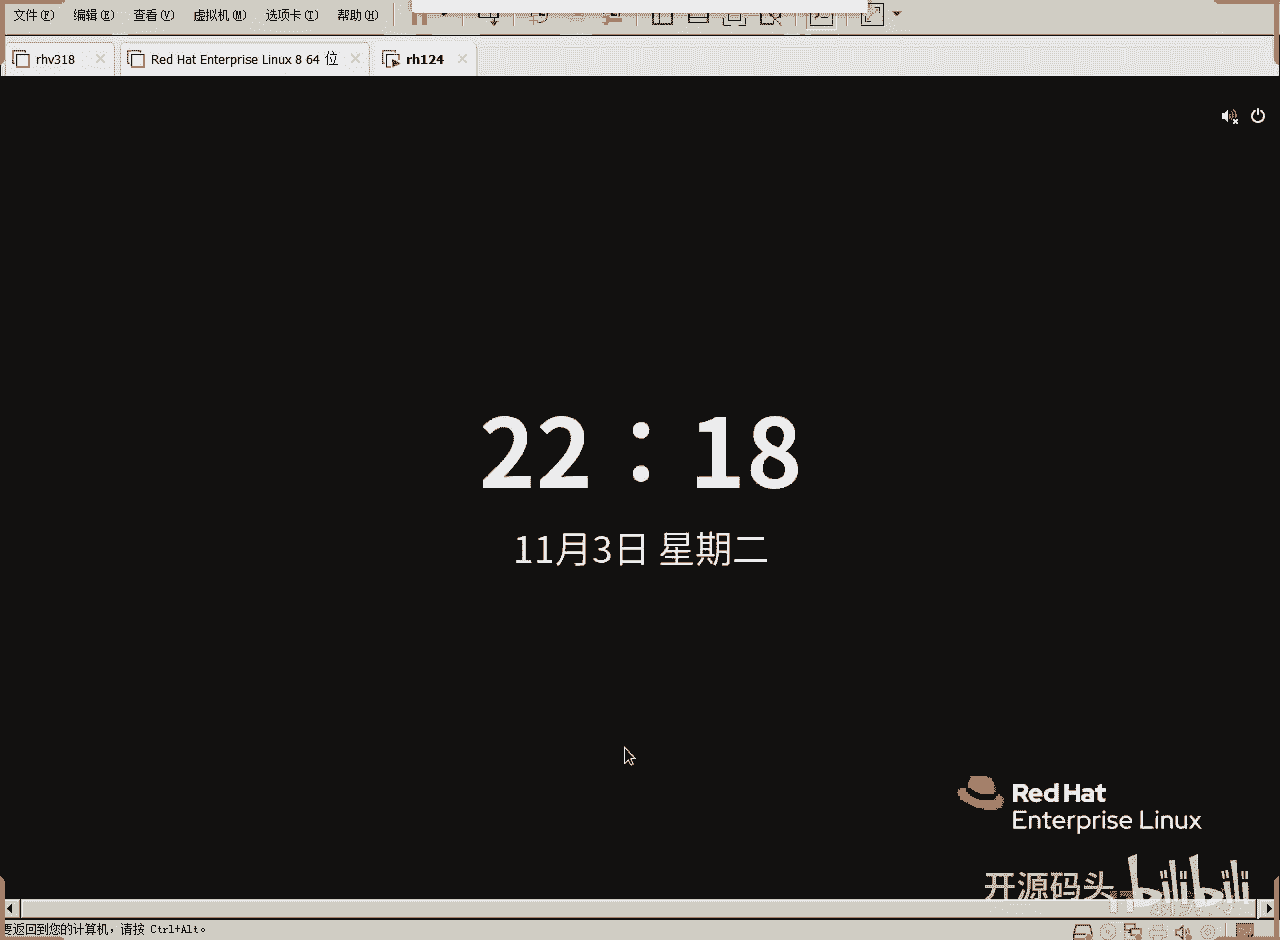 文件(F) 编辑(E) 查看(V) 虚拟机(M) 选项卡(T) 帮助(H)
rhv318 Red Hat Enterprise Linux 8 64 位 rh124
22：18
11月3日 星期二
Red Hat
Enterprise Linux
开源码头 bilibili
要返回到您的计算机，请按 Ctrl+Alt。